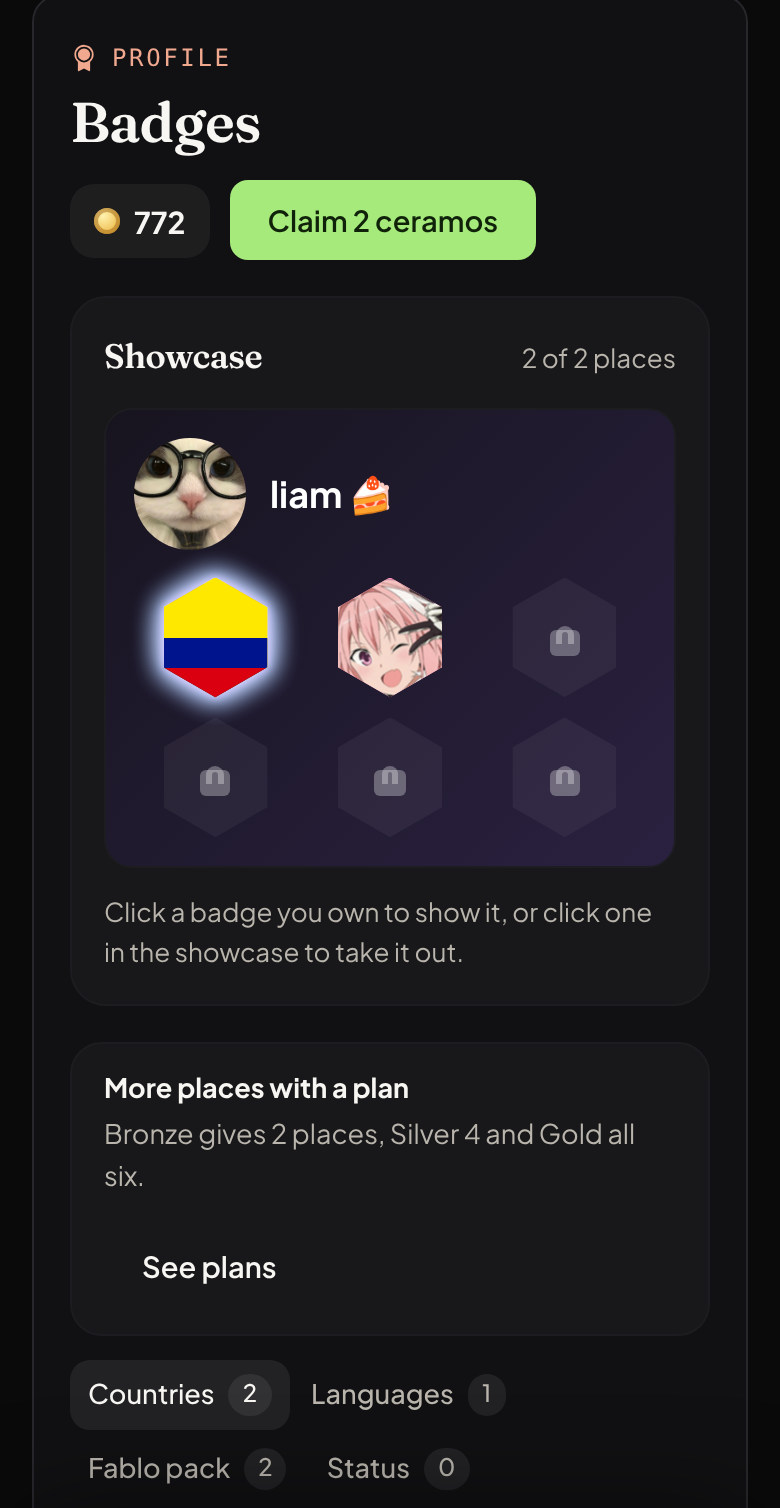 PROFILE
Badges
772
Claim 2 ceramos
Showcase
2 of 2 places
liam 🍰
Click a badge you own to show it, or click one
in the showcase to take it out.
More places with a plan
Bronze gives 2 places, Silver 4 and Gold all
six.
See plans
Countries 2
Languages 1
Fablo pack 2
Status 0